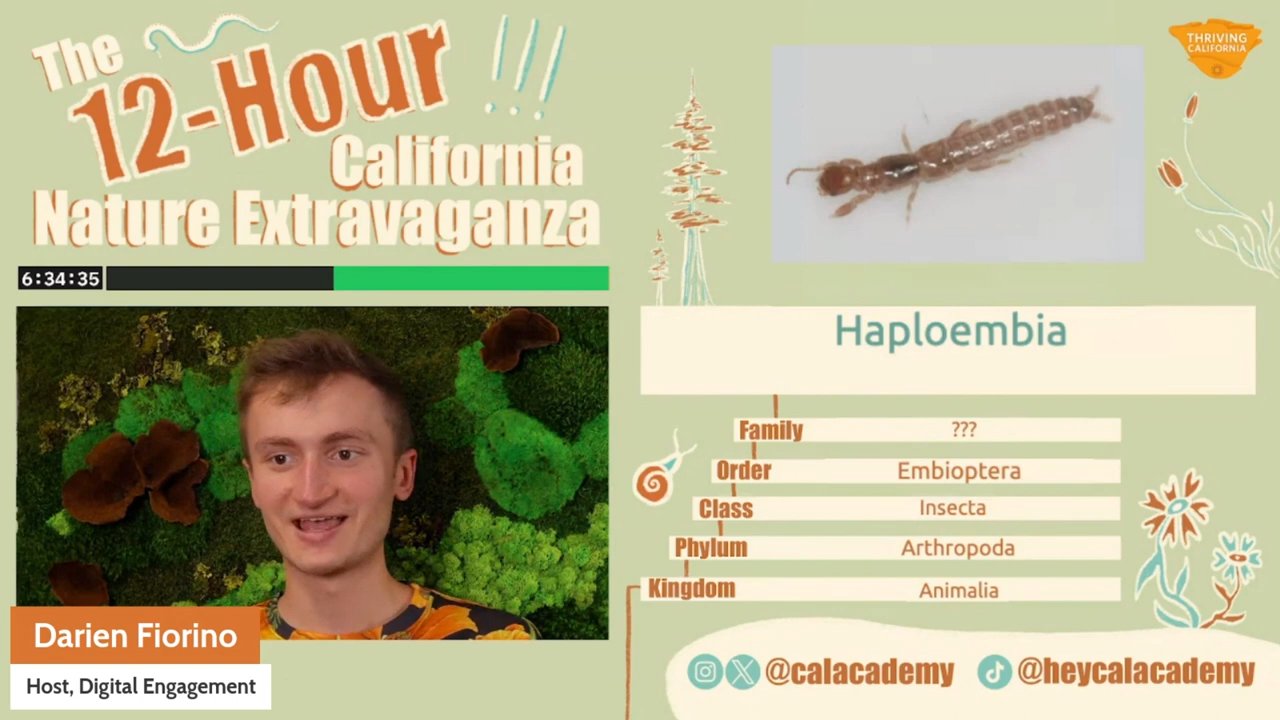 The
12-Hour !!!
California
Nature Extravaganza
6:34:35
THRIVING
CALIFORNIA
Haploembia
Family ???
Order Embioptera
Class Insecta
Phylum Arthropoda
Kingdom Animalia
Darien Fiorino
Host, Digital Engagement
@calacademy @heycalacademy